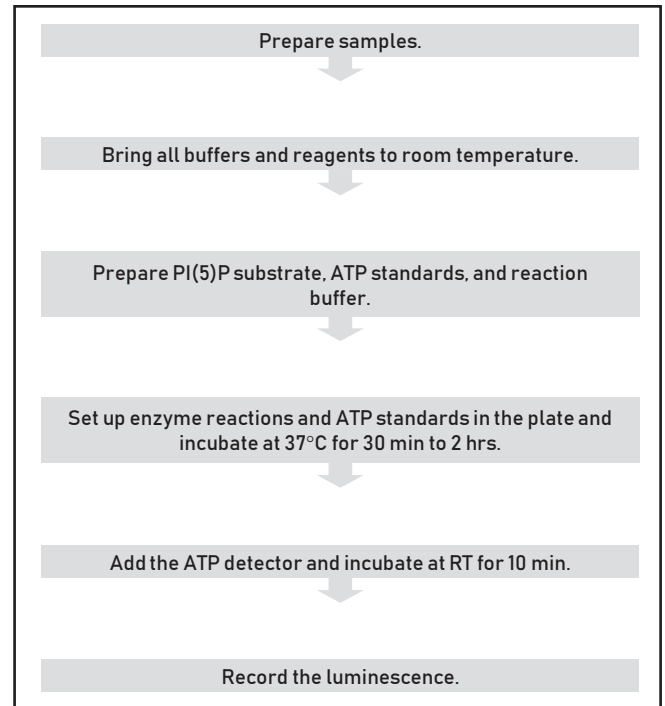 Prepare samples.
Bring all buffers and reagents to room temperature.
Prepare PI(5)P substrate, ATP standards, and reaction
buffer.
Set up enzyme reactions and ATP standards in the plate and
incubate at 37°C for 30 min to 2 hrs.
Add the ATP detector and incubate at RT for 10 min.
Record the luminescence.